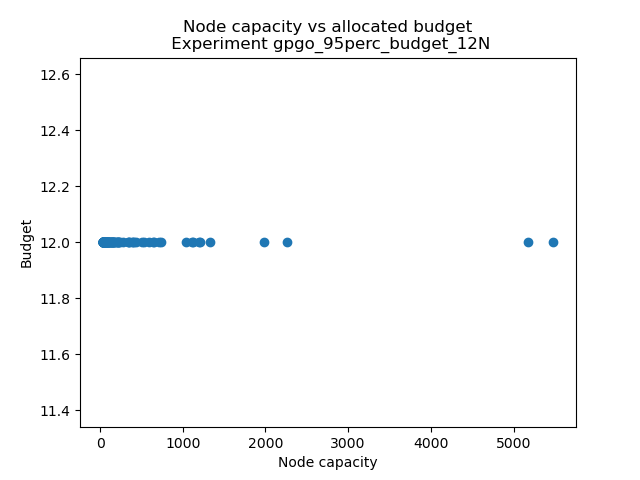 Node capacity vs allocated budget
Experiment gpgo_95perc_budget_12N
12.6
12.4
12.2
12.0
11.8
11.6
11.4
Budget
0 1000 2000 3000 4000 5000
Node capacity